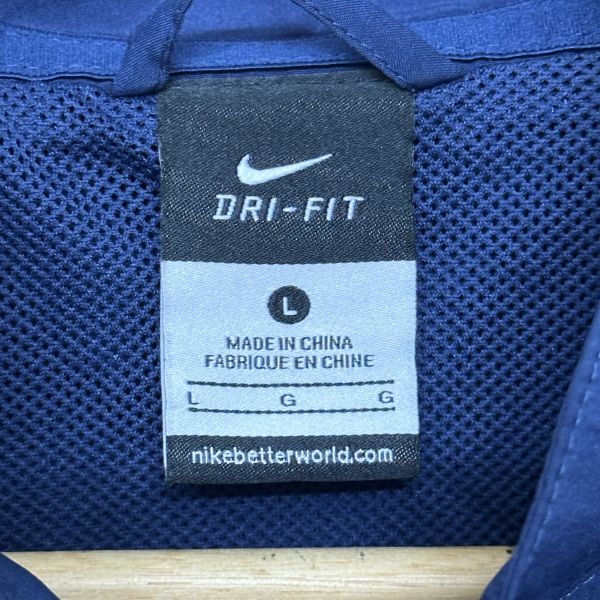 DRI-FIT
L
MADE IN CHINA
FABRIQUE EN CHINE
L G G
nikebetterworld.com